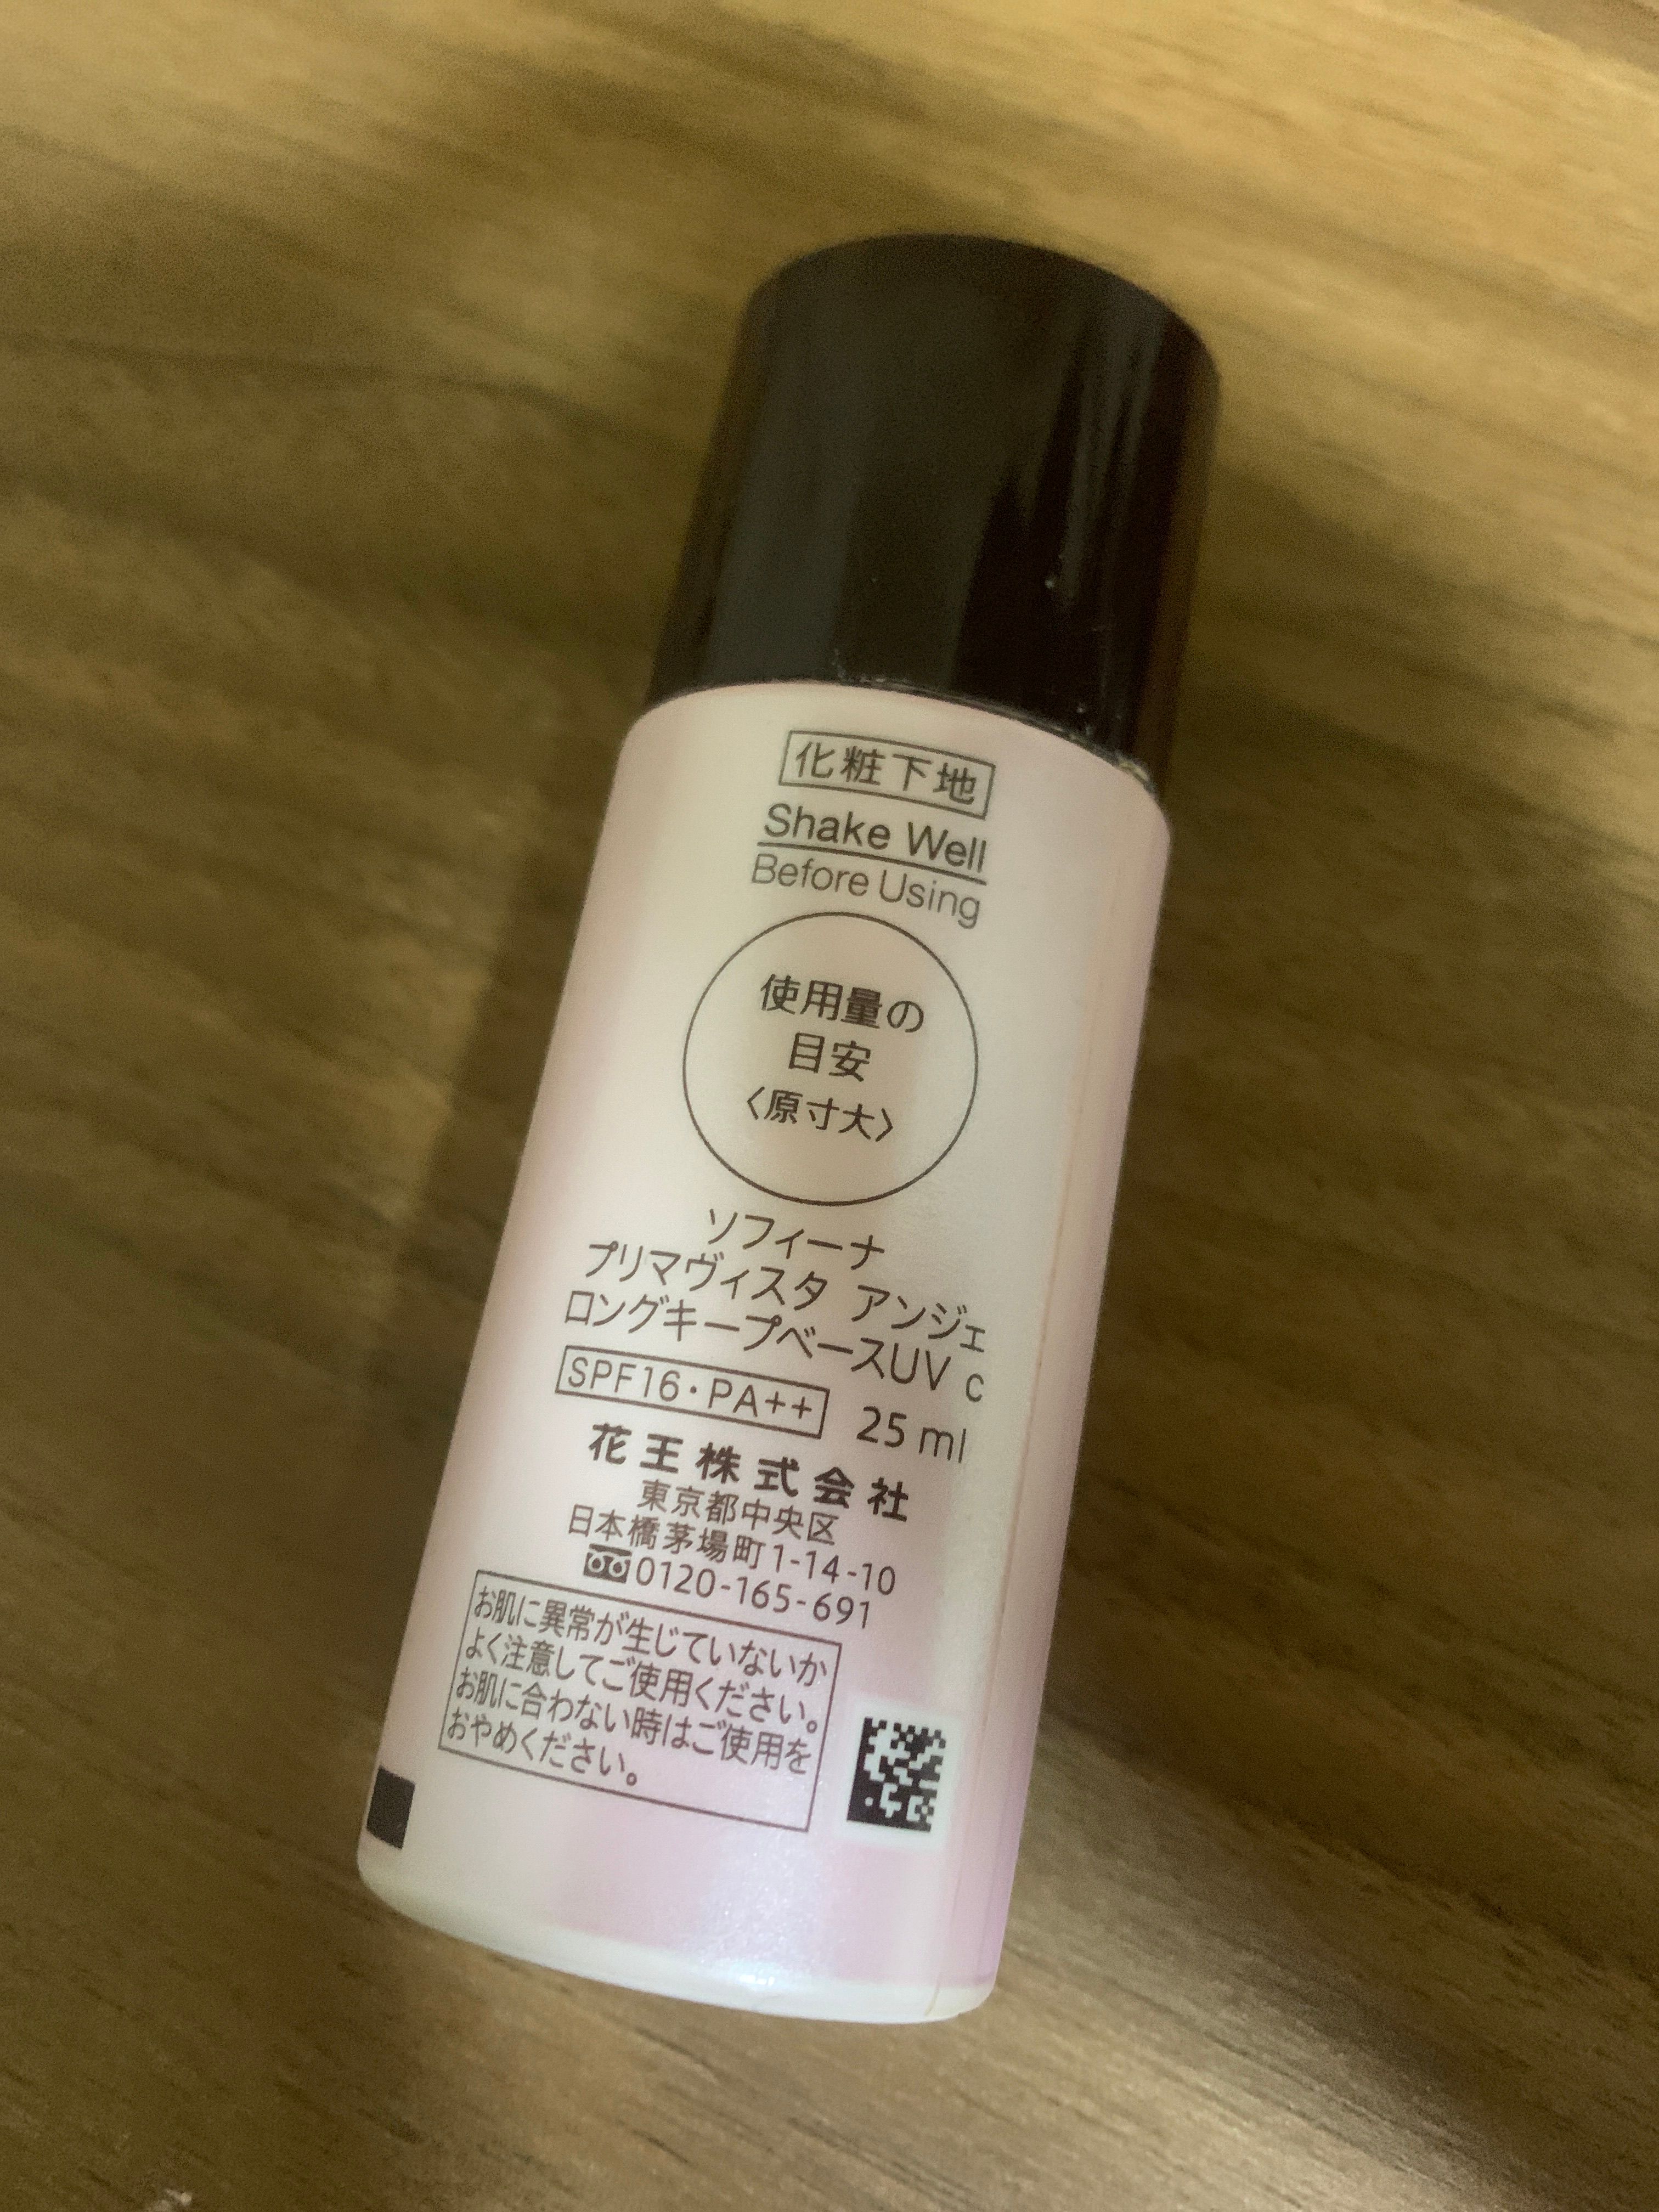 化粧下地
Shake Well
Before Using
使用量の
目安
〈原寸大〉
ソフィーナ
プリマヴィスタ アンジェ
ロングキープベースUV c
SPF16・PA++ 25 ml
花王株式会社
東京都中央区
日本橋茅場町1-14-10
0120-165-691
お肌に異常が生じていないか
よく注意してご使用ください。
お肌に合わない時はご使用を
おやめください。